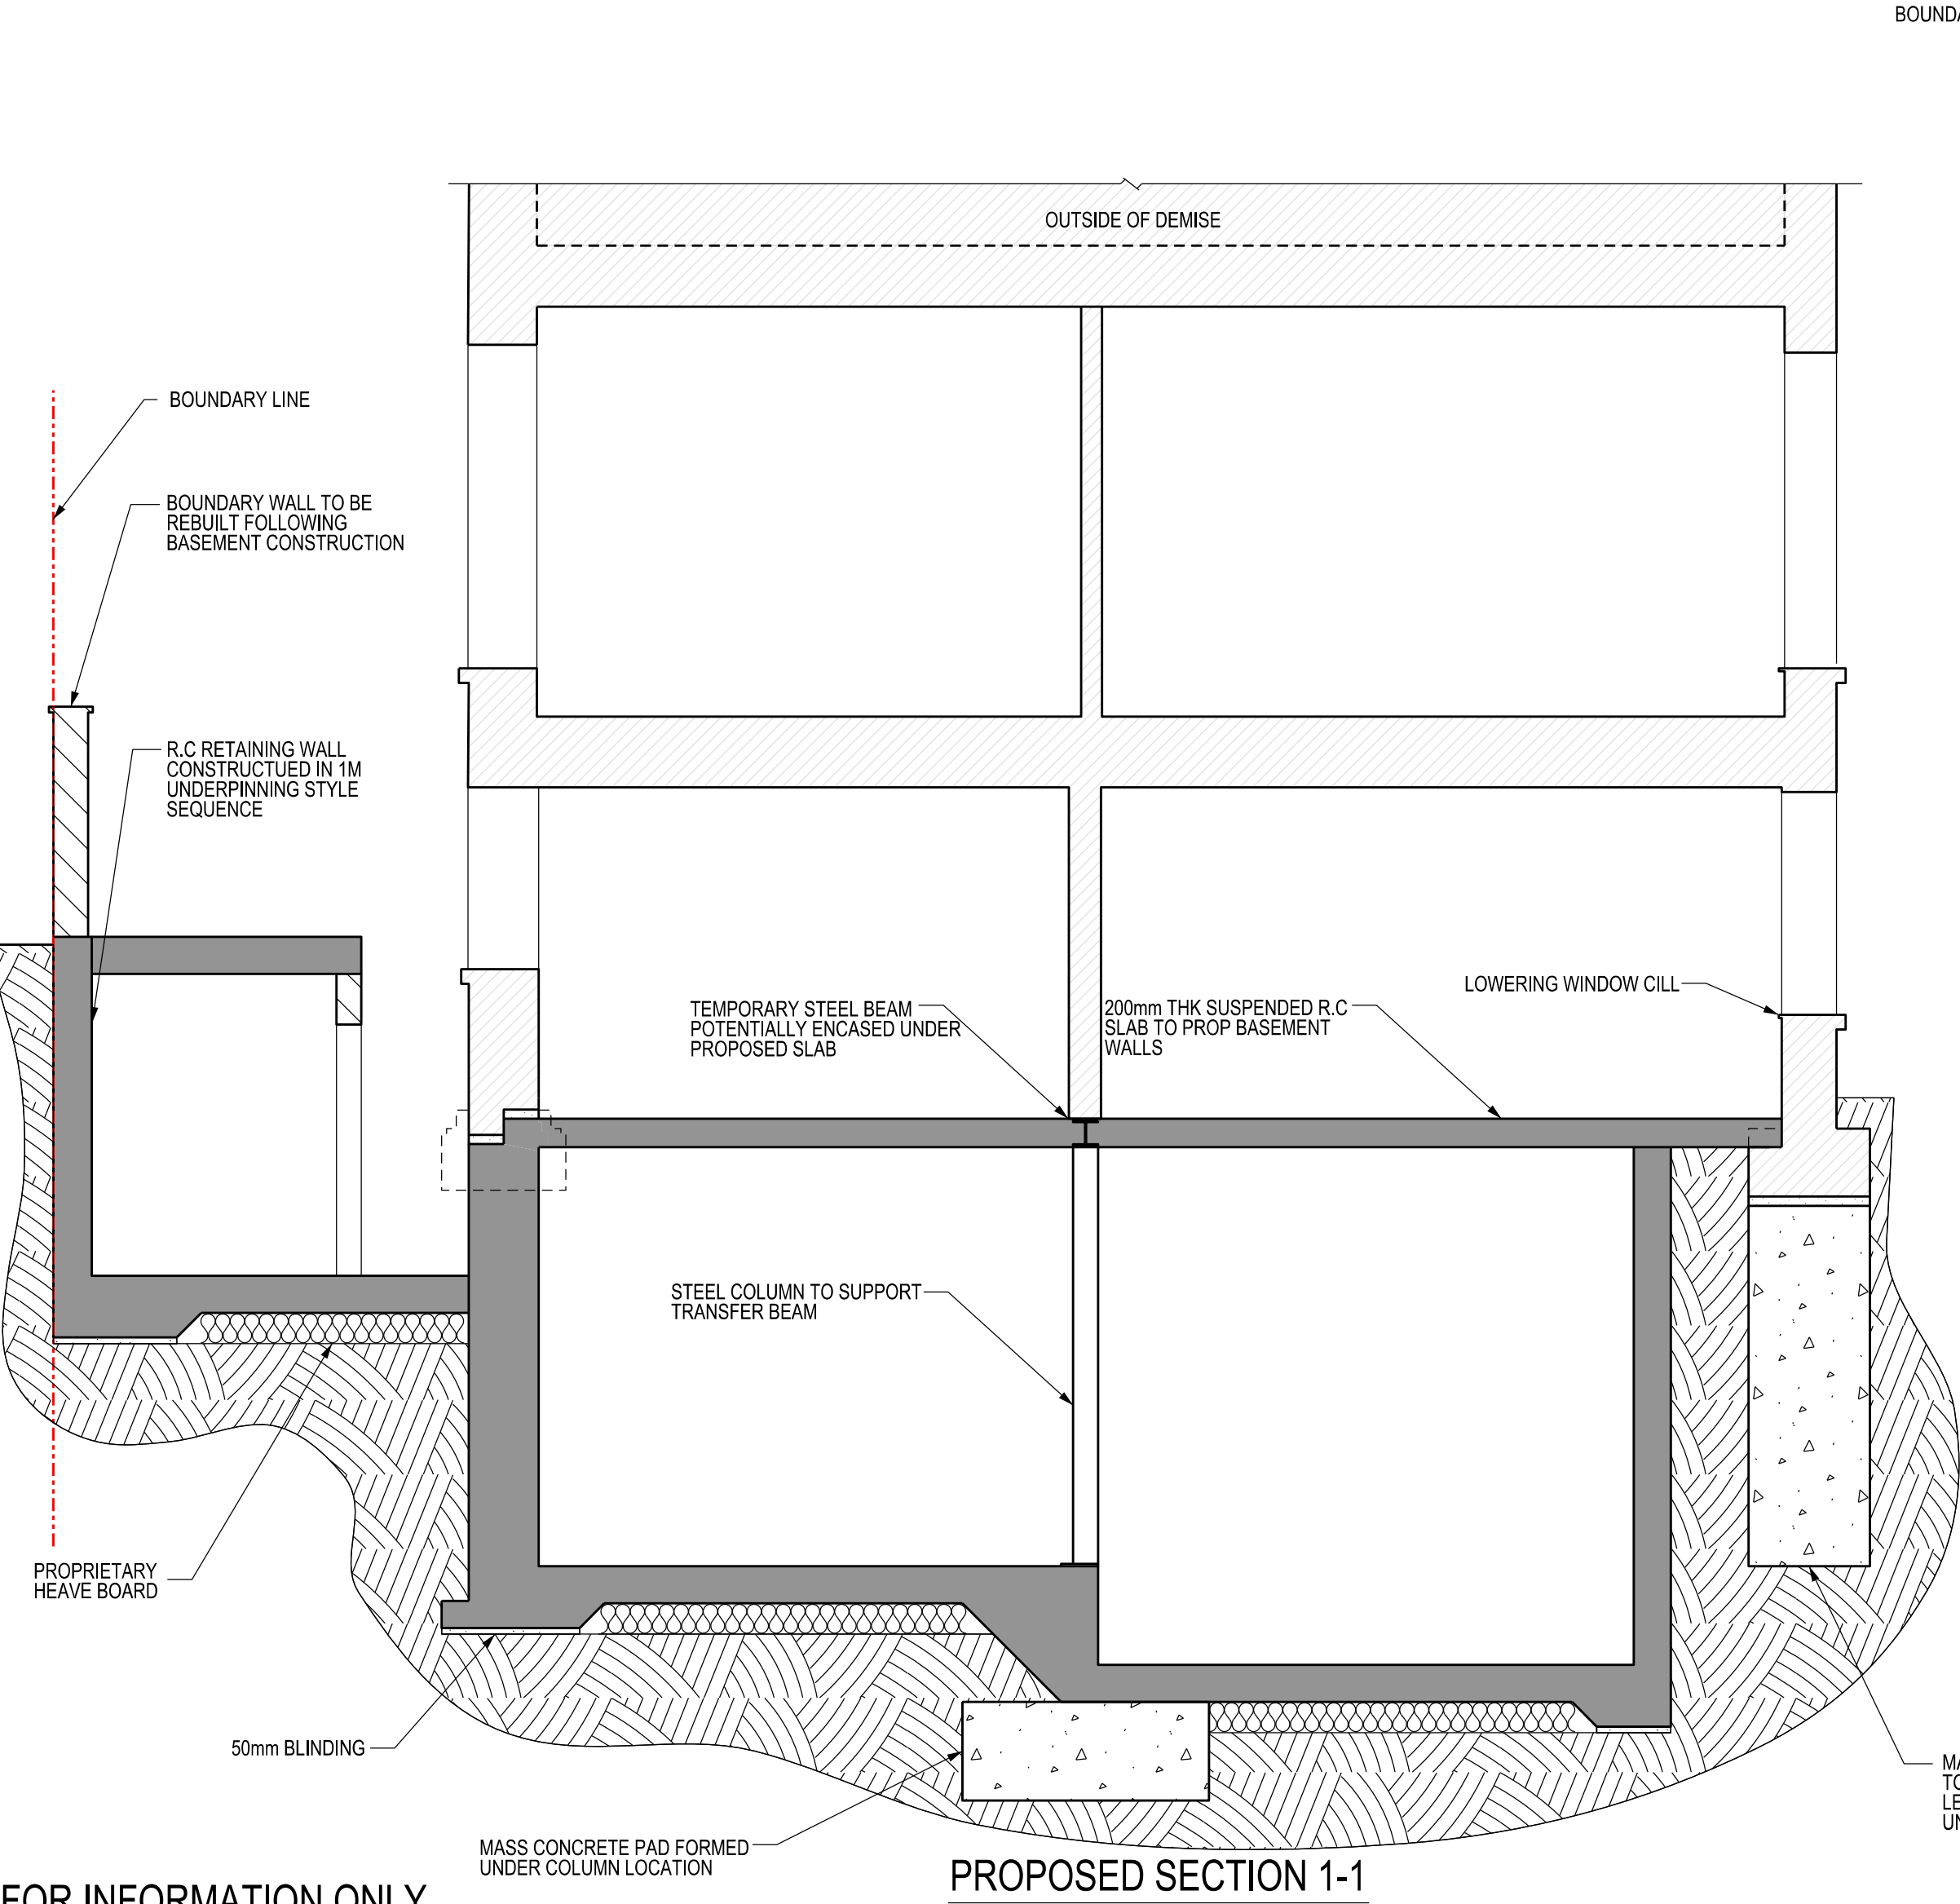 OUTSIDE OF DEMISE
BOUNDARY LINE
BOUNDARY WALL TO BE
REBUILT FOLLOWING
BASEMENT CONSTRUCTION
R.C RETAINING WALL
CONSTRUCTUED IN 1M
UNDERPINNING STYLE
SEQUENCE
TEMPORARY STEEL BEAM
POTENTIALLY ENCASED UNDER
PROPOSED SLAB
200mm THK SUSPENDED R.C
SLAB TO PROP BASEMENT
WALLS
LOWERING WINDOW CILL
STEEL COLUMN TO SUPPORT
TRANSFER BEAM
PROPRIETARY
HEAVE BOARD
50mm BLINDING
MASS CONCRETE PAD FORMED
UNDER COLUMN LOCATION
PROPOSED SECTION 1-1
FOR INFORMATION ONLY